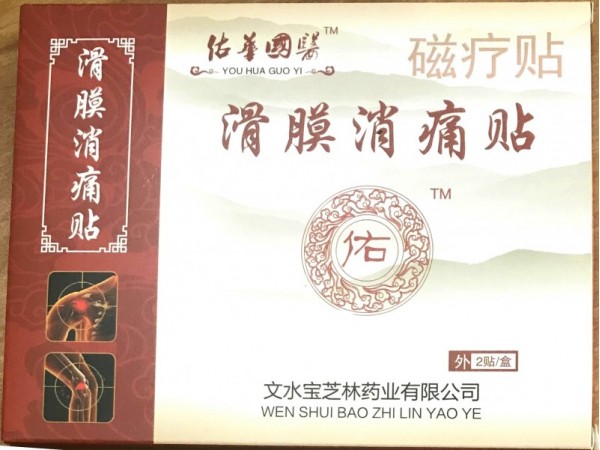 滑膜消痛贴
佑華國醫™
YOU HUA GUO YI
磁疗贴
滑膜消痛贴
TM
佑
外 2贴/盒
文水宝芝林药业有限公司
WEN SHUI BAO ZHI LIN YAO YE